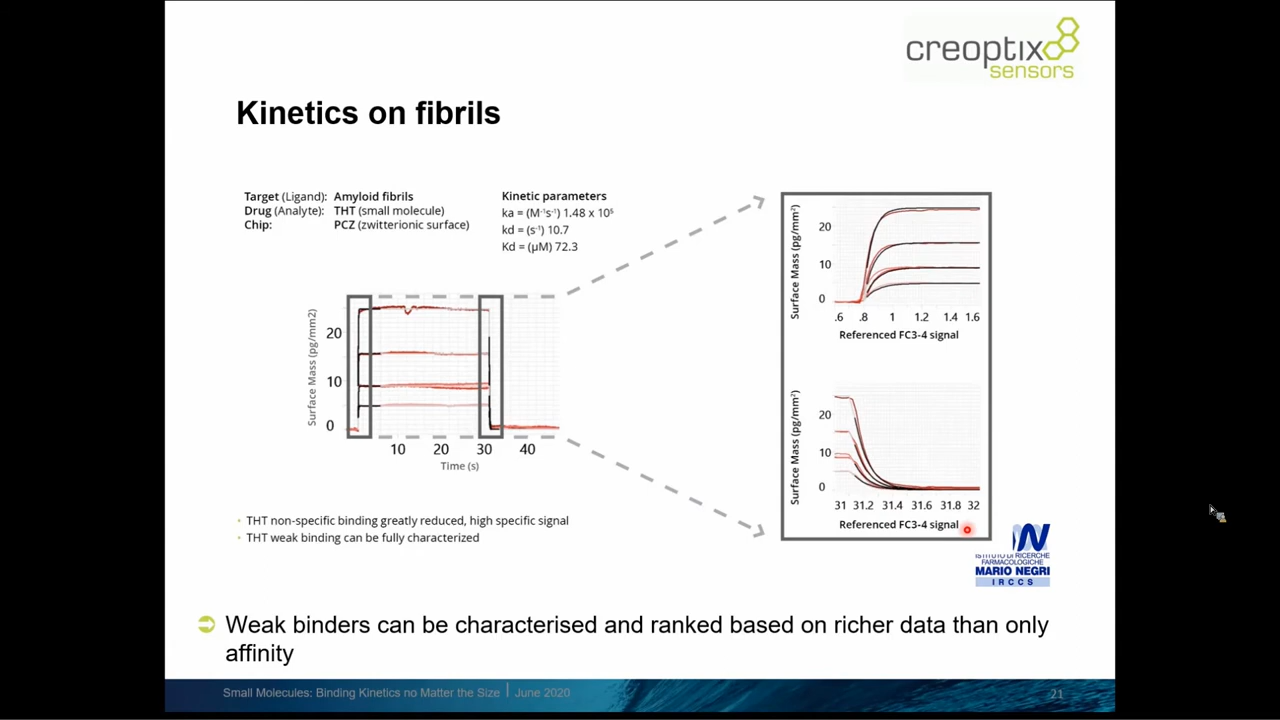 creoptix
sensors
Kinetics on fibrils
Target (Ligand): Amyloid fibrils
Drug (Analyte): THT (small molecule)
Chip: PCZ (zwitterionic surface)
Kinetic parameters
ka = (M⁻¹s⁻¹) 1.48 x 10⁵
kd = (s⁻¹) 10.7
Kd = (µM) 72.3
Surface Mass (pg/mm2)
20
10
0
10 20 30 40
Time (s)
Surface Mass (pg/mm²)
20
10
0
.6 .8 1 1.2 1.4 1.6
Referenced FC3-4 signal
Surface Mass (pg/mm²)
20
10
0
31 31.2 31.4 31.6 31.8 32
Referenced FC3-4 signal
• THT non-specific binding greatly reduced, high specific signal
• THT weak binding can be fully characterized
ISTITUTO DI RICERCHE
FARMACOLOGICHE
MARIO NEGRI
IRCCS
Weak binders can be characterised and ranked based on richer data than only
affinity
Small Molecules: Binding Kinetics no Matter the Size | June 2020
21